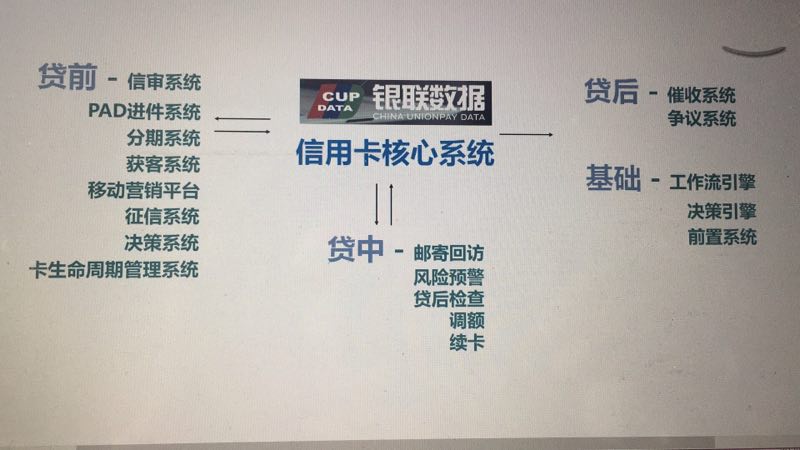 贷前 - 信审系统
PAD进件系统
分期系统
获客系统
移动营销平台
征信系统
决策系统
卡生命周期管理系统
CUP DATA 银联数据
CHINA UNIONPAY DATA
信用卡核心系统
贷中 - 邮寄回访
风险预警
贷后检查
调额
续卡
贷后 - 催收系统
争议系统
基础 - 工作流引擎
决策引擎
前置系统